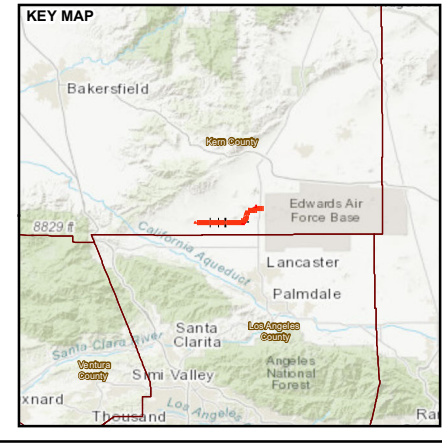 KEY MAP
Bakersfield
Kern County
Edwards Air
Force Base
8829 ft
California Aqueduct
Lancaster
Palmdale
Santa
Clarita
Los Angeles
County
Santa Clara River
Ventura
County
Simi Valley
Angeles
National
Forest
xnard
Thousand
Los Angeles
Ra